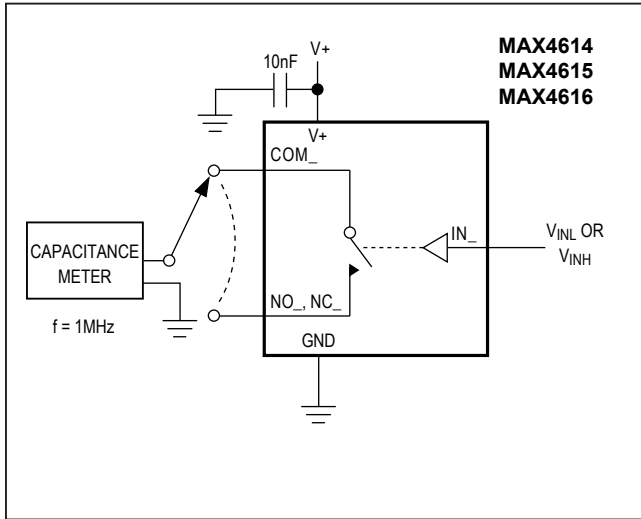 MAX4614
MAX4615
MAX4616
V+
10nF
V+
COM_
IN_
V_INL OR
V_INH
CAPACITANCE
METER
NO_, NC_
f = 1MHz
GND